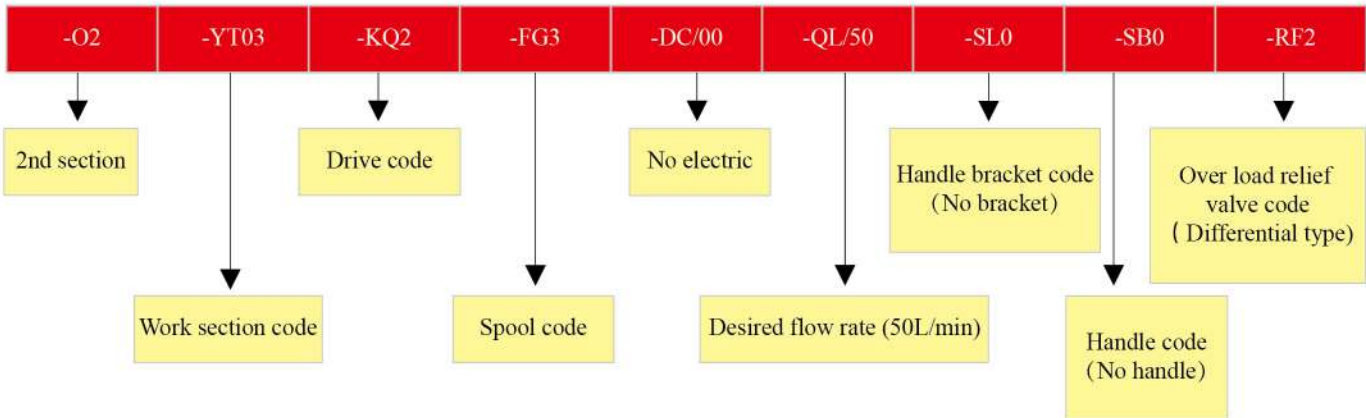 -O2 -YT03 -KQ2 -FG3 -DC/00 -QL/50 -SL0 -SB0 -RF2
2nd section
Drive code
No electric
Handle bracket code
(No bracket)
Over load relief
valve code
( Differential type)
Work section code
Spool code
Desired flow rate (50L/min)
Handle code
(No handle)